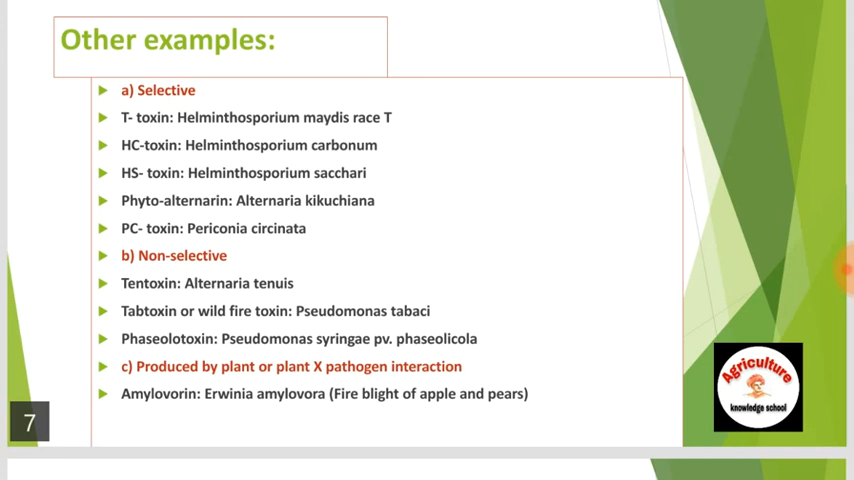 Other examples:
a) Selective
T- toxin: Helminthosporium maydis race T
HC-toxin: Helminthosporium carbonum
HS- toxin: Helminthosporium sacchari
Phyto-alternarin: Alternaria kikuchiana
PC- toxin: Periconia circinata
b) Non-selective
Tentoxin: Alternaria tenuis
Tabtoxin or wild fire toxin: Pseudomonas tabaci
Phaseolotoxin: Pseudomonas syringae pv. phaseolicola
c) Produced by plant or plant X pathogen interaction
Amylovorin: Erwinia amylovora (Fire blight of apple and pears)
7
Agriculture
knowledge school